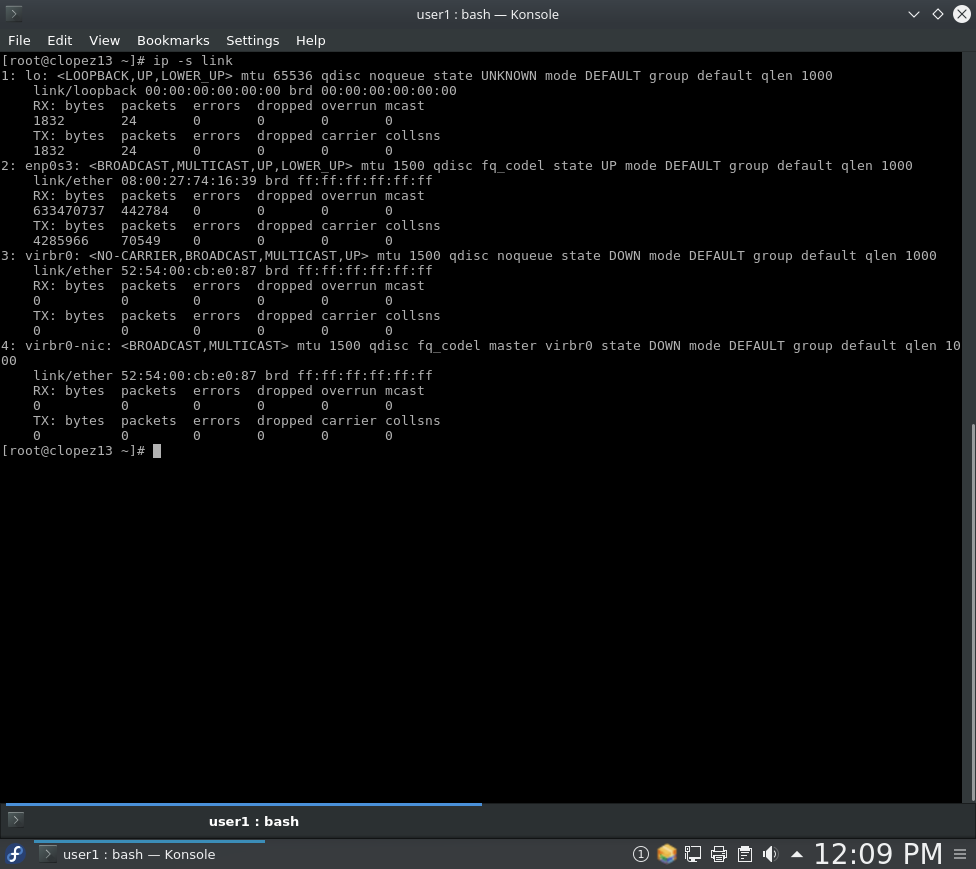 user1 : bash — Konsole
File Edit View Bookmarks Settings Help
[root@clopez13 ~]# ip -s link
1: lo: <LOOPBACK,UP,LOWER_UP> mtu 65536 qdisc noqueue state UNKNOWN mode DEFAULT group default qlen 1000
    link/loopback 00:00:00:00:00:00 brd 00:00:00:00:00:00
    RX: bytes  packets  errors  dropped overrun mcast
    1832       24       0       0       0       0
    TX: bytes  packets  errors  dropped carrier collsns
    1832       24       0       0       0       0
2: enp0s3: <BROADCAST,MULTICAST,UP,LOWER_UP> mtu 1500 qdisc fq_codel state UP mode DEFAULT group default qlen 1000
    link/ether 08:00:27:74:16:39 brd ff:ff:ff:ff:ff:ff
    RX: bytes  packets  errors  dropped overrun mcast
    633470737  442784   0       0       0       0
    TX: bytes  packets  errors  dropped carrier collsns
    4285966    70549    0       0       0       0
3: virbr0: <NO-CARRIER,BROADCAST,MULTICAST,UP> mtu 1500 qdisc noqueue state DOWN mode DEFAULT group default qlen 1000
    link/ether 52:54:00:cb:e0:87 brd ff:ff:ff:ff:ff:ff
    RX: bytes  packets  errors  dropped overrun mcast
    0          0        0       0       0       0
    TX: bytes  packets  errors  dropped carrier collsns
    0          0        0       0       0       0
4: virbr0-nic: <BROADCAST,MULTICAST> mtu 1500 qdisc fq_codel master virbr0 state DOWN mode DEFAULT group default qlen 10
00
    link/ether 52:54:00:cb:e0:87 brd ff:ff:ff:ff:ff:ff
    RX: bytes  packets  errors  dropped overrun mcast
    0          0        0       0       0       0
    TX: bytes  packets  errors  dropped carrier collsns
    0          0        0       0       0       0
[root@clopez13 ~]#
user1 : bash
user1 : bash — Konsole 1 12:09 PM